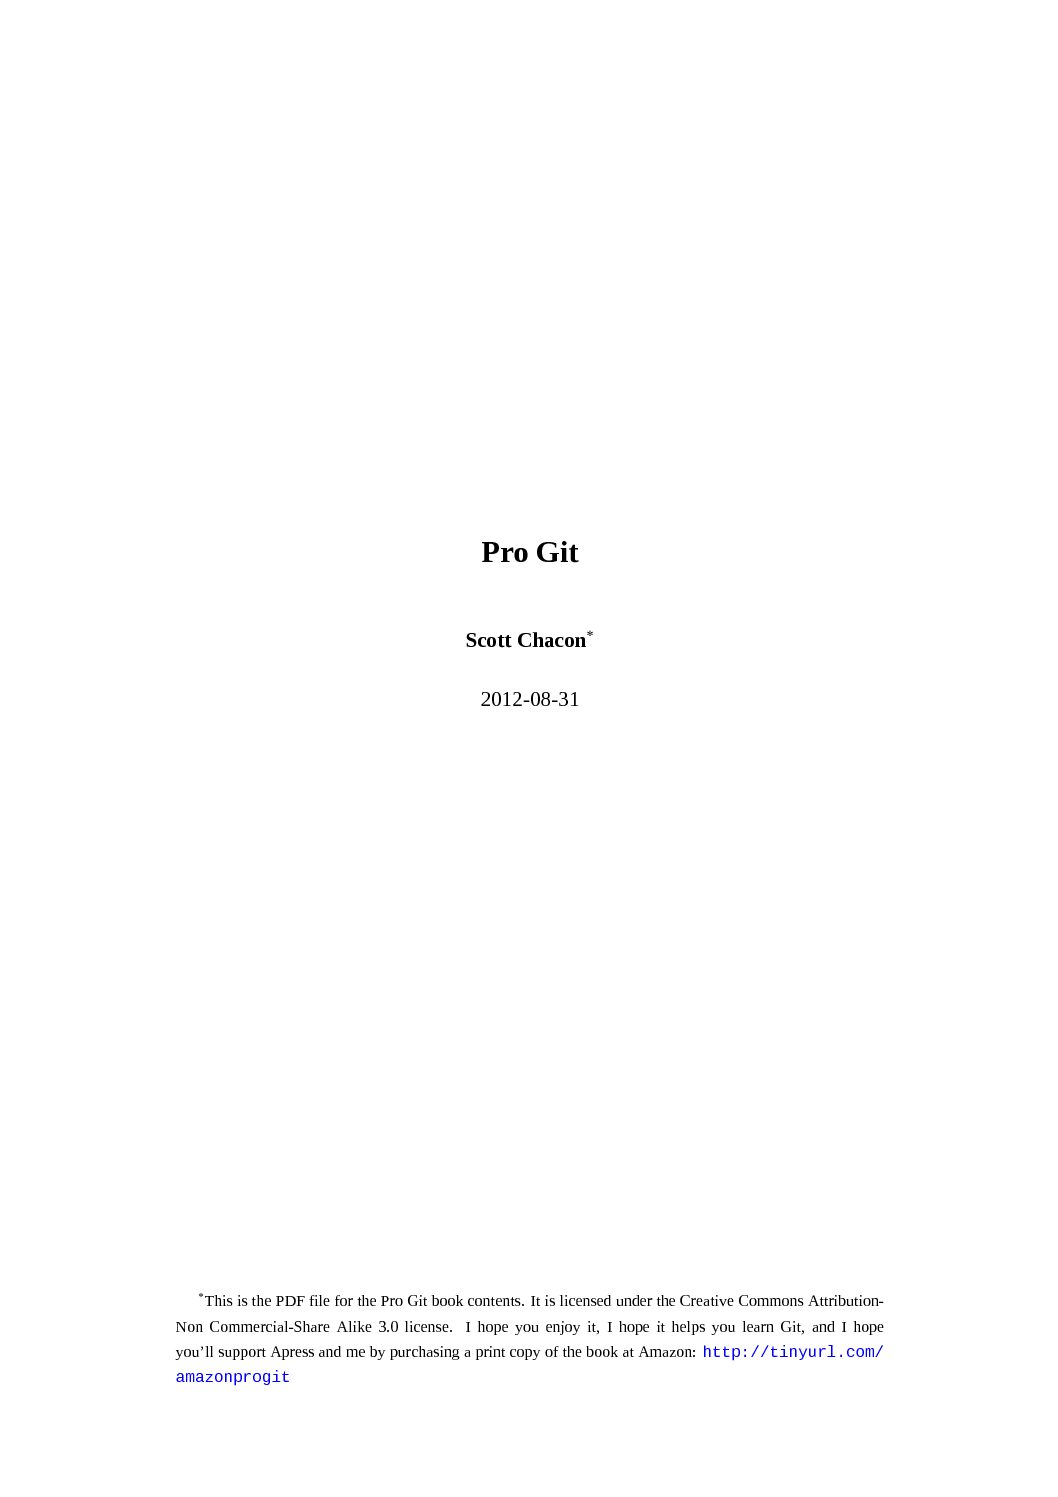 Pro Git
Scott Chacon*
2012-08-31
*This is the PDF file for the Pro Git book contents. It is licensed under the Creative Commons Attribution-
Non Commercial-Share Alike 3.0 license. I hope you enjoy it, I hope it helps you learn Git, and I hope
you’ll support Apress and me by purchasing a print copy of the book at Amazon: http://tinyurl.com/
amazonprogit